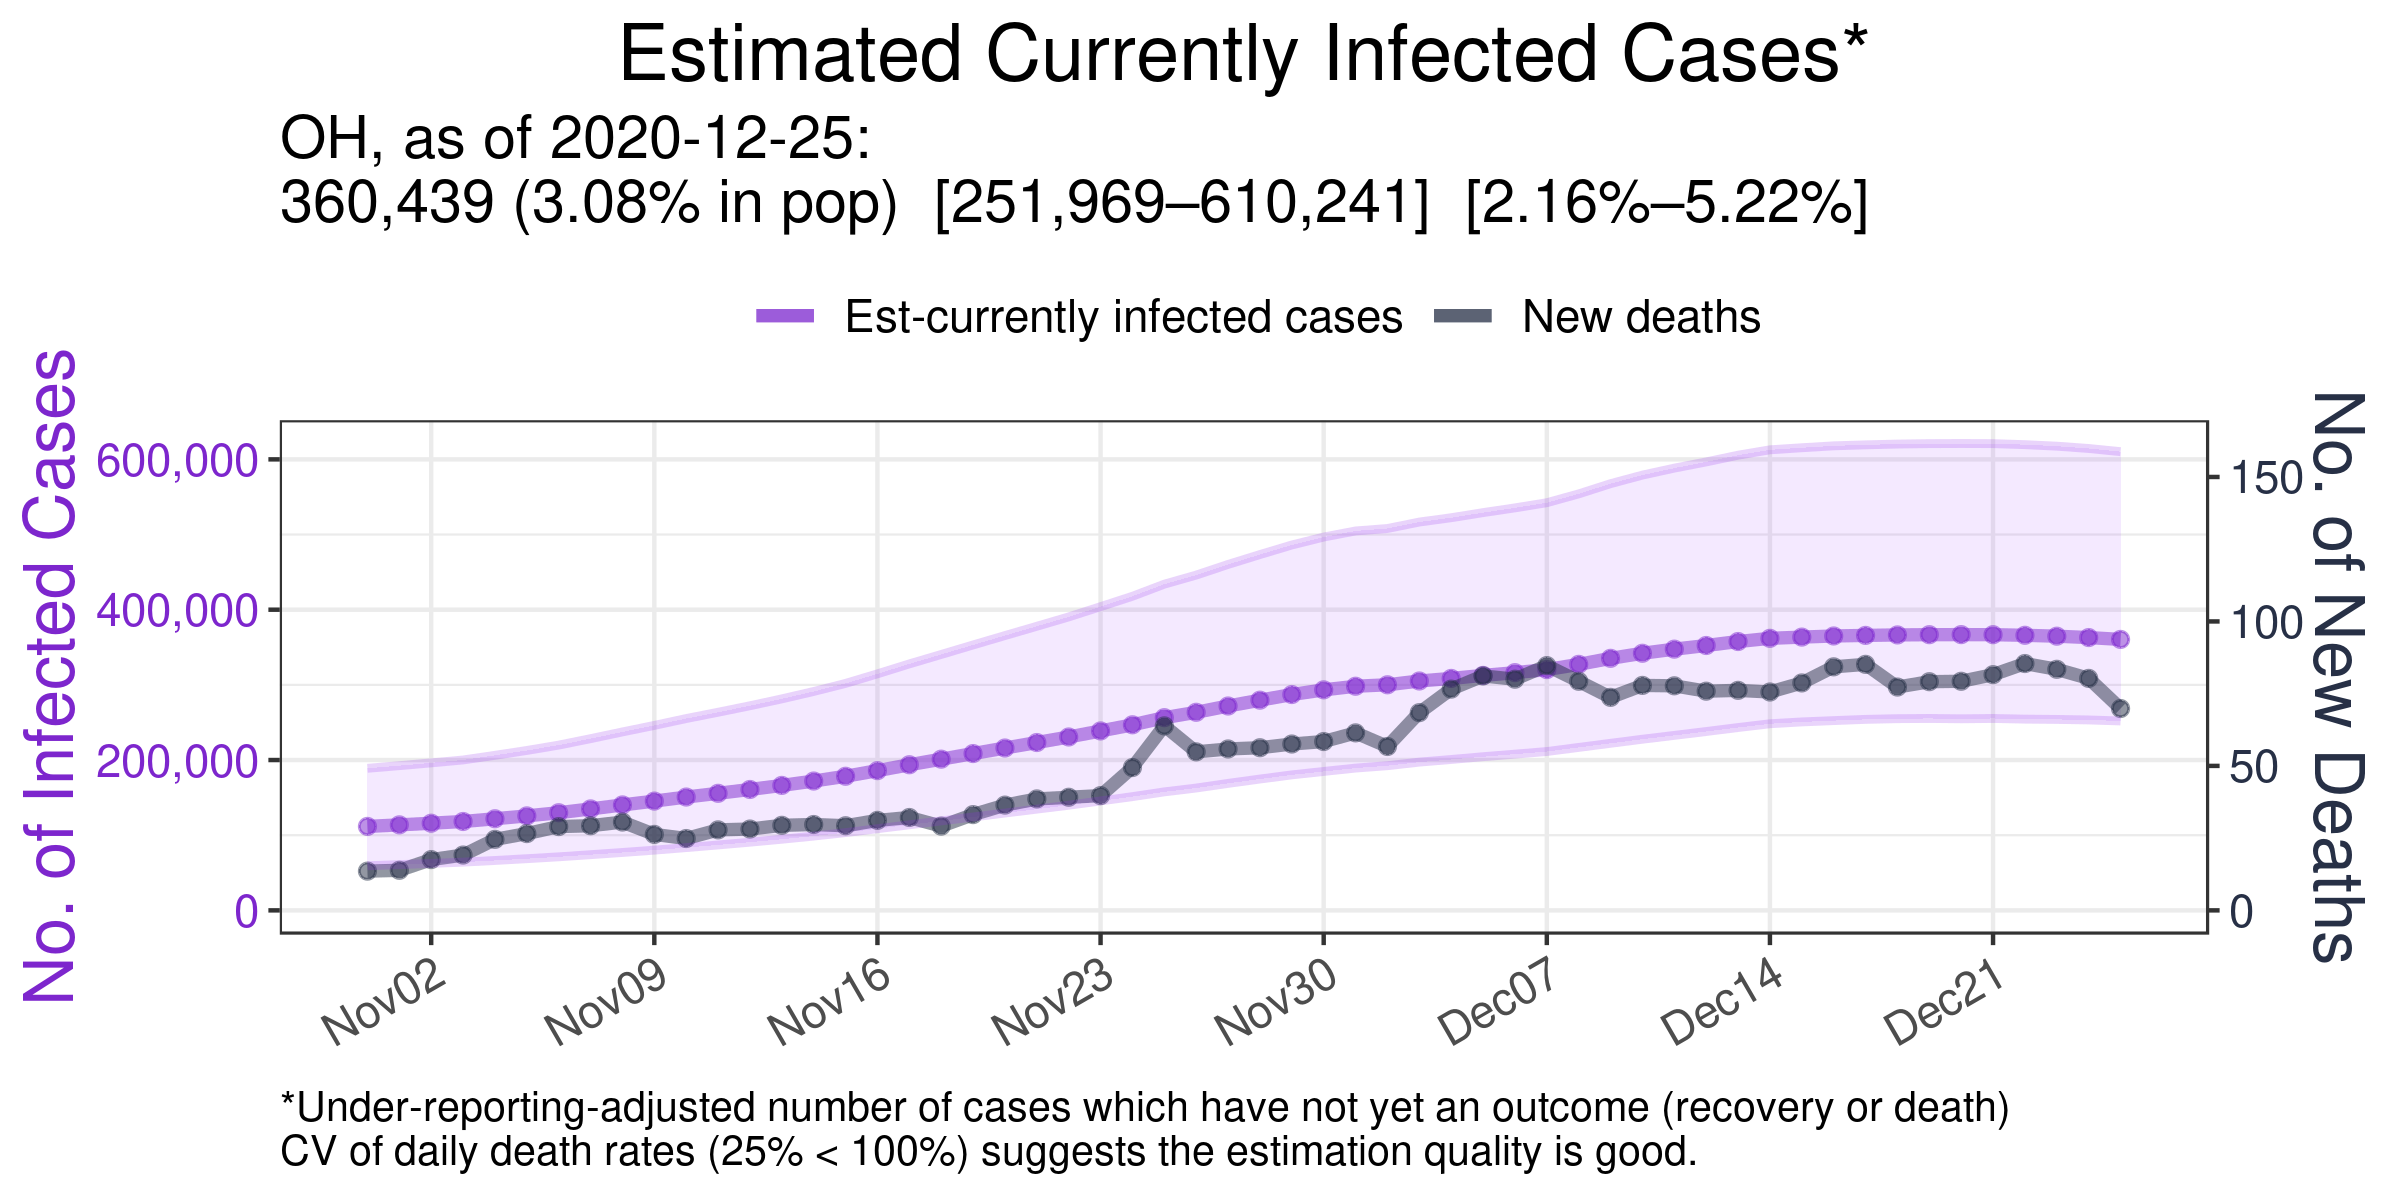 Estimated Currently Infected Cases*
OH, as of 2020-12-25:
360,439 (3.08% in pop)  [251,969–610,241]  [2.16%–5.22%]
Est-currently infected cases
New deaths
No. of Infected Cases
600,000
400,000
200,000
0
150
100
50
0
No. of New Deaths
Nov02
Nov09
Nov16
Nov23
Nov30
Dec07
Dec14
Dec21
*Under-reporting-adjusted number of cases which have not yet an outcome (recovery or death)
CV of daily death rates (25% < 100%) suggests the estimation quality is good.